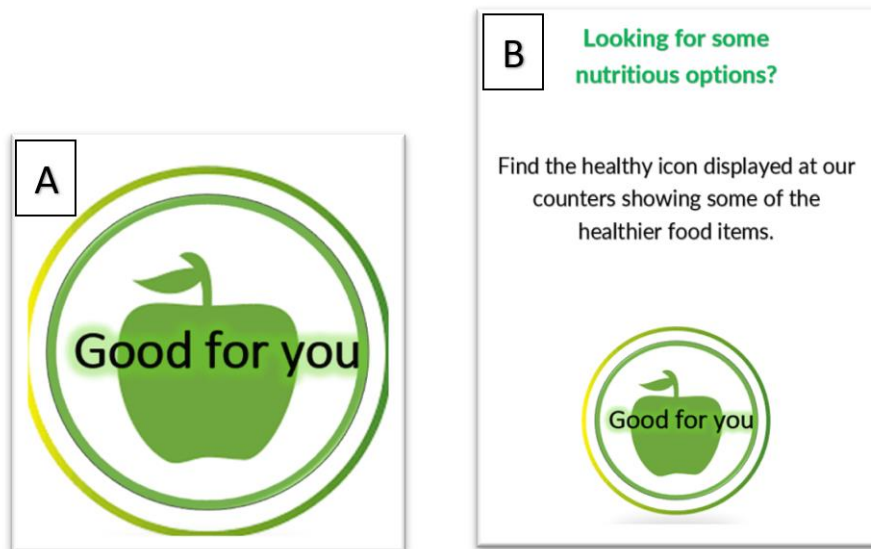 A
Good for you
B
Looking for some
nutritious options?
Find the healthy icon displayed at our
counters showing some of the
healthier food items.
Good for you